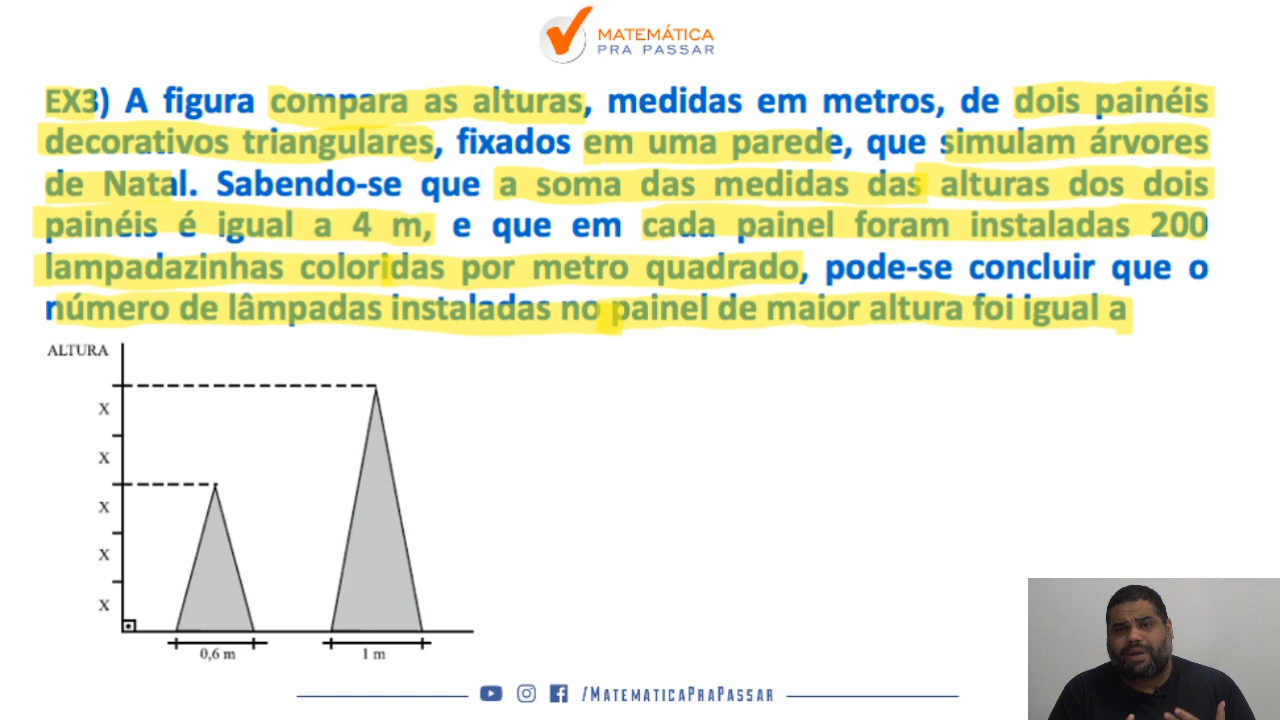 MATEMÁTICA
PRA PASSAR
EX3) A figura compara as alturas, medidas em metros, de dois painéis
decorativos triangulares, fixados em uma parede, que simulam árvores
de Natal. Sabendo-se que a soma das medidas das alturas dos dois
painéis é igual a 4 m, e que em cada painel foram instaladas 200
lampadazinhas coloridas por metro quadrado, pode-se concluir que o
número de lâmpadas instaladas no painel de maior altura foi igual a
ALTURA
X
X
X
X
X
0,6 m
1 m
/MATEMATICAPRAPASSAR